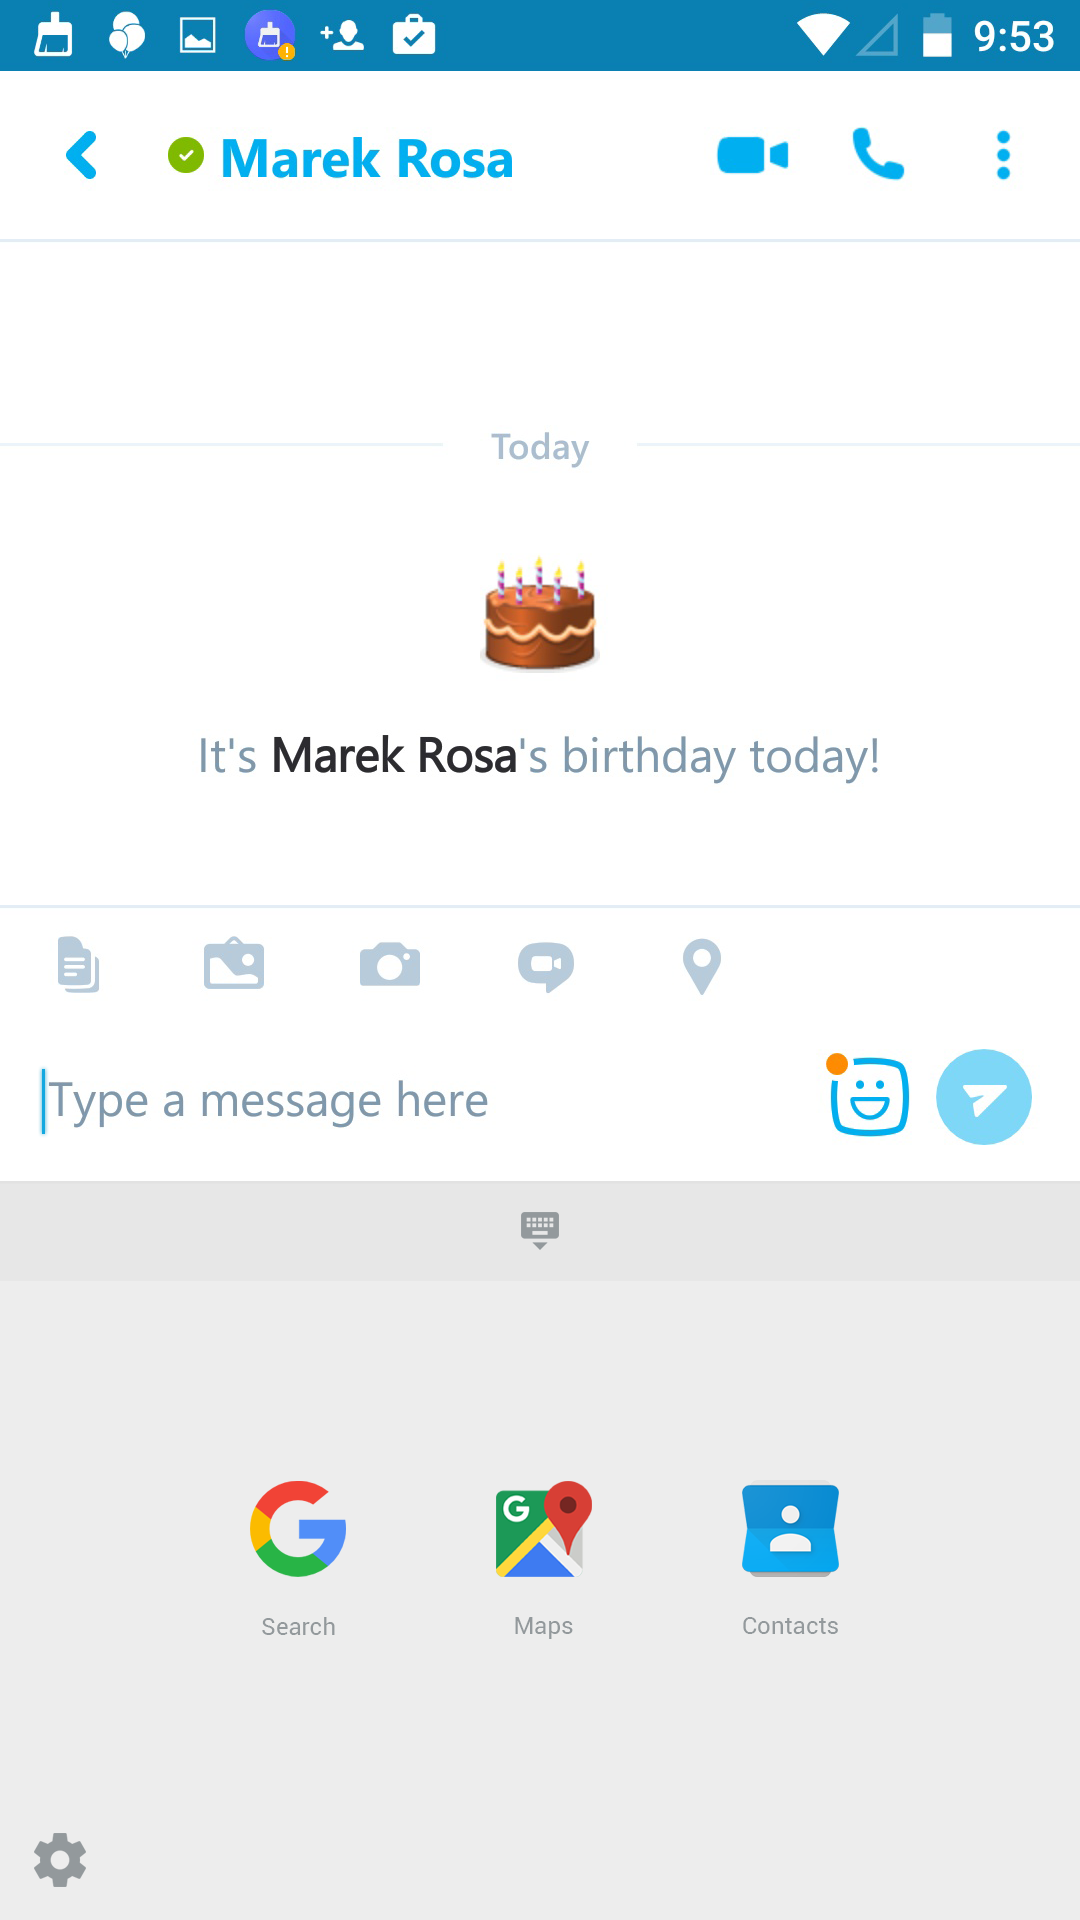 9:53
Marek Rosa
Today
It's Marek Rosa's birthday today!
Type a message here
Search
Maps
Contacts